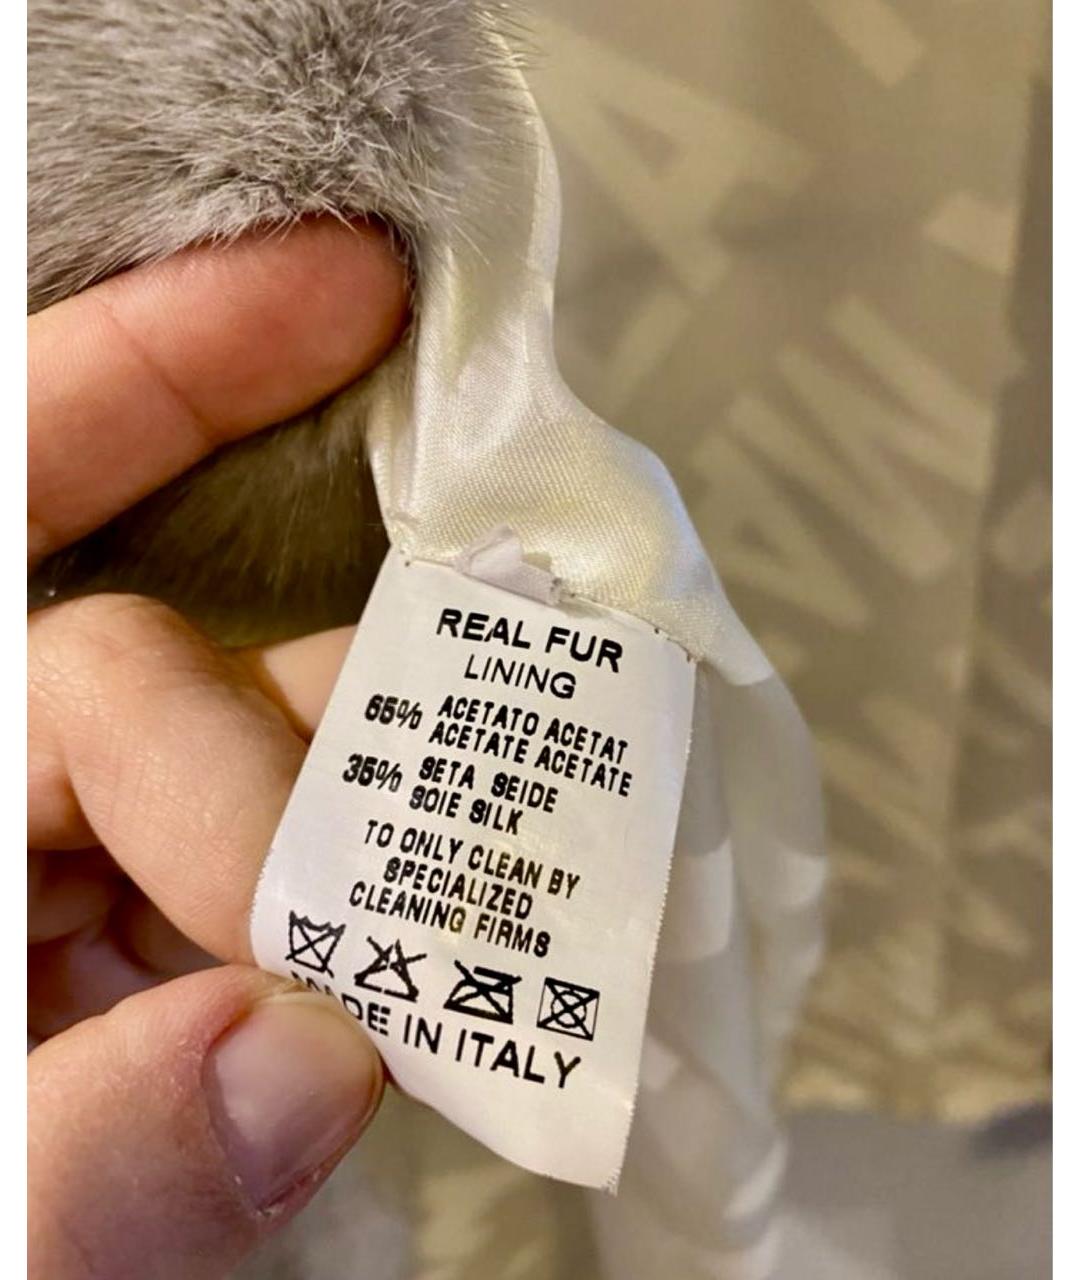 REAL FUR
LINING
65% ACETATO ACETAT
ACETATE ACETATE
35% SETA SEIDE
SOIE SILK
TO ONLY CLEAN BY
SPECIALIZED
CLEANING FIRMS
MADE IN ITALY